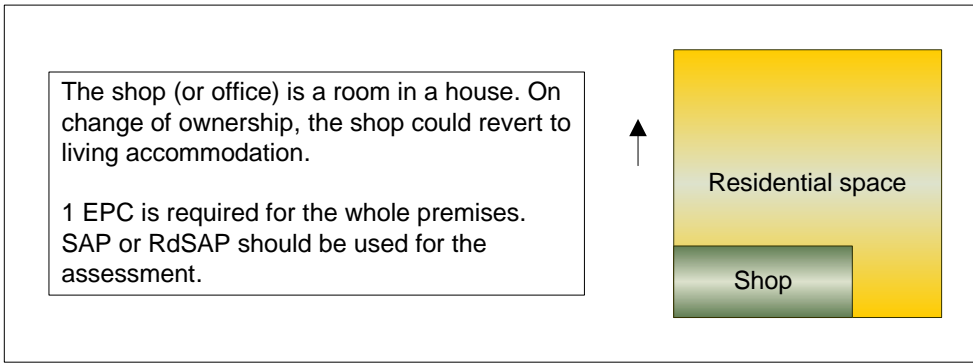 The shop (or office) is a room in a house. On
change of ownership, the shop could revert to
living accommodation.
1 EPC is required for the whole premises.
SAP or RdSAP should be used for the
assessment.
Residential space
Shop